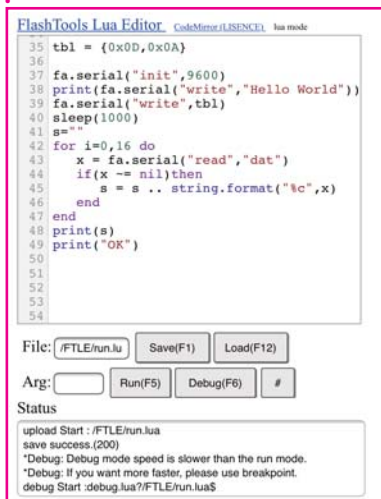 FlashTools Lua Editor CodeMirror (LISENCE) lua mode
35 tbl = {0x0D,0x0A}
36
37 fa.serial("init",9600)
38 print(fa.serial("write","Hello World"))
39 fa.serial("write",tbl)
40 sleep(1000)
41 s=""
42 for i=0,16 do
43 x = fa.serial("read","dat")
44 if(x ~= nil)then
45 s = s .. string.format("%c",x)
46 end
47 end
48 print(s)
49 print("OK")
50
51
52
53
54
File: /FTLE/run.lu Save(F1) Load(F12)
Arg: Run(F5) Debug(F6) #
Status
upload Start : /FTLE/run.lua
save success.(200)
*Debug: Debug mode speed is slower than the run mode.
*Debug: If you want more faster, please use breakpoint.
debug Start :debug.lua?/FTLE/run.lua$